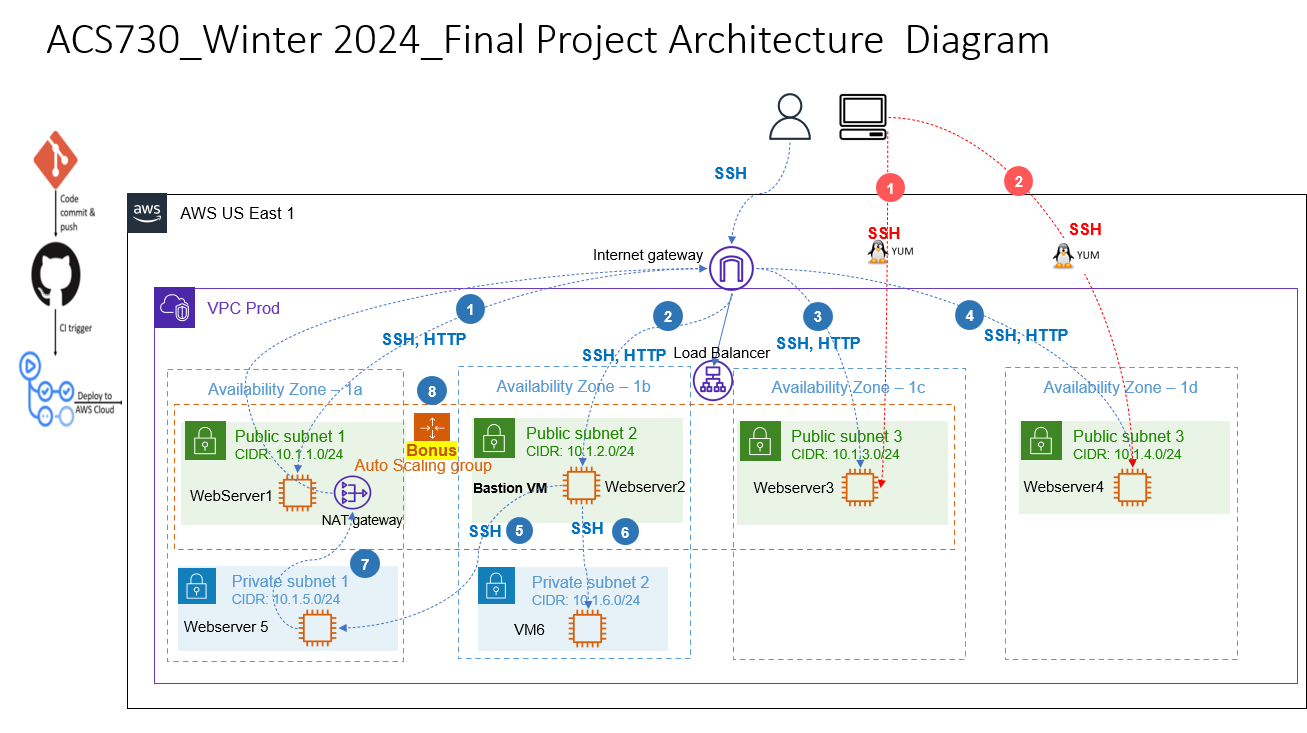 ACS730_Winter 2024_Final Project Architecture Diagram
Code
commit &
push
CI trigger
Deploy to
AWS Cloud
SSH
1
2
aws
AWS US East 1
SSH
YUM
SSH
YUM
Internet gateway
VPC Prod
1
2
3
4
SSH, HTTP
SSH, HTTP
Load Balancer
SSH, HTTP
SSH, HTTP
Availability Zone – 1a
8
Availability Zone – 1b
Availability Zone – 1c
Availability Zone – 1d
Public subnet 1
CIDR: 10.1.1.0/24
Bonus
Auto Scaling group
Public subnet 2
CIDR: 10.1.2.0/24
Public subnet 3
CIDR: 10.1.3.0/24
Public subnet 3
CIDR: 10.1.4.0/24
WebServer1
NAT gateway
Bastion VM
Webserver2
Webserver3
Webserver4
SSH
5
SSH
6
7
Private subnet 1
CIDR: 10.1.5.0/24
Webserver 5
Private subnet 2
CIDR: 10.1.6.0/24
VM6